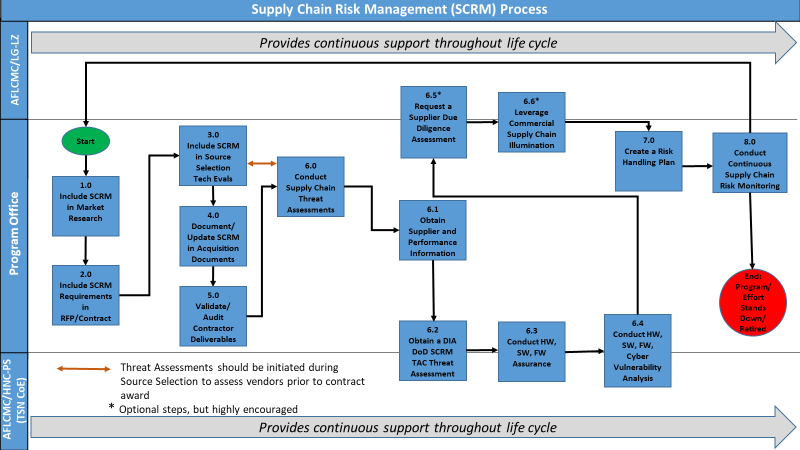 Supply Chain Risk Management (SCRM) Process
AFLCMC/LG-LZ
Provides continuous support throughout life cycle
Program Office
Start
1.0
Include SCRM
in Market
Research
2.0
Include SCRM
Requirements
in
RFP/Contract
3.0
Include SCRM
in Source
Selection
Tech Evals
4.0
Document/
Update SCRM
in Acquisition
Documents
5.0
Validate/
Audit
Contractor
Deliverables
6.0
Conduct
Supply Chain
Threat
Assessments
6.1
Obtain
Supplier and
Performance
Information
6.2
Obtain a DIA
DoD SCRM
TAC Threat
Assessment
6.3
Conduct HW,
SW, FW
Assurance
6.4
Conduct HW,
SW, FW,
Cyber
Vulnerability
Analysis
6.5*
Request a
Supplier Due
Diligence
Assessment
6.6*
Leverage
Commercial
Supply Chain
Illumination
7.0
Create a Risk
Handling Plan
8.0
Conduct
Continuous
Supply Chain
Risk Monitoring
End:
Program/
Effort
Stands
Down/
Retired
AFLCMC/HNC-PS
(TSN CoE)
Threat Assessments should be initiated during
Source Selection to assess vendors prior to contract
award
* Optional steps, but highly encouraged
Provides continuous support throughout life cycle